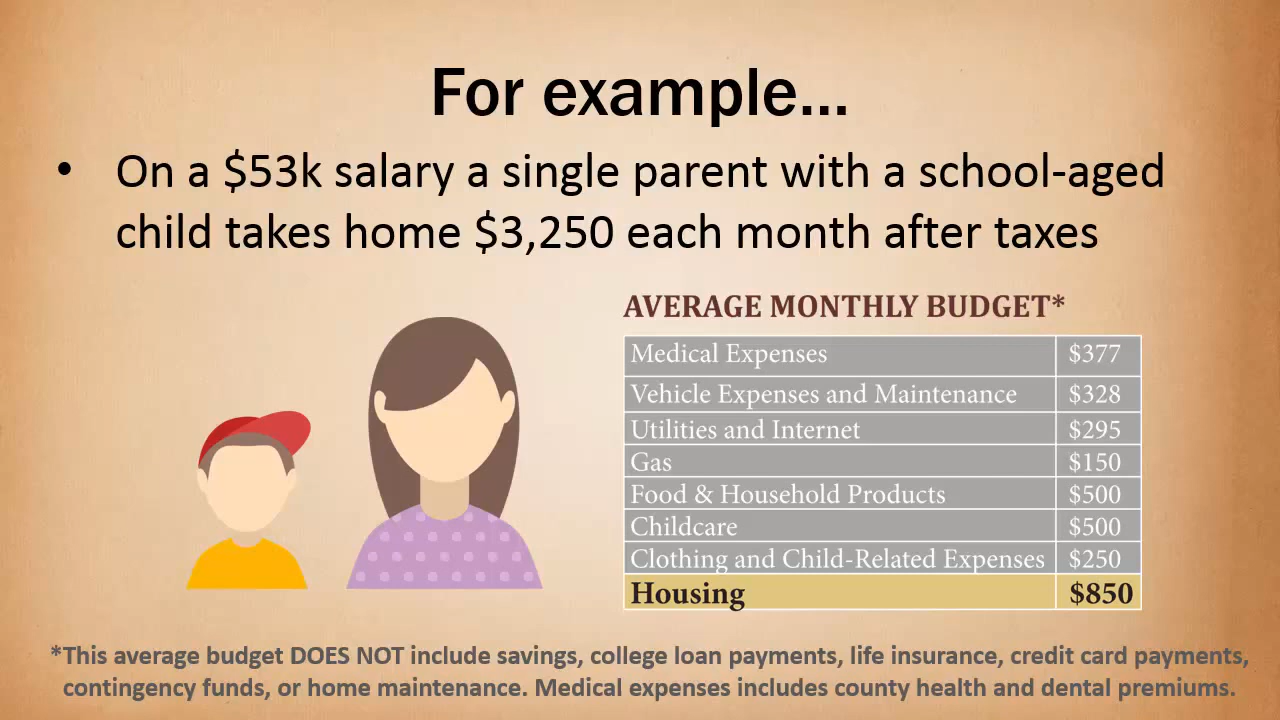 For example...
• On a $53k salary a single parent with a school-aged
child takes home $3,250 each month after taxes
AVERAGE MONTHLY BUDGET*
Medical Expenses $377
Vehicle Expenses and Maintenance $328
Utilities and Internet $295
Gas $150
Food & Household Products $500
Childcare $500
Clothing and Child-Related Expenses $250
Housing $850
*This average budget DOES NOT include savings, college loan payments, life insurance, credit card payments,
contingency funds, or home maintenance. Medical expenses includes county health and dental premiums.